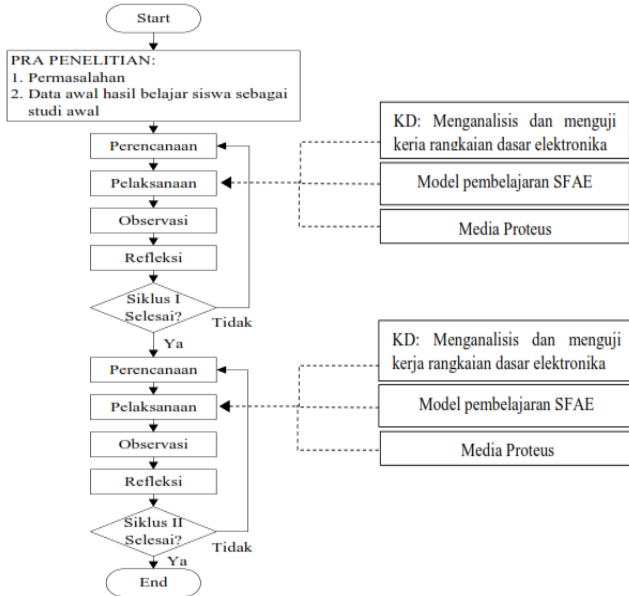 Start
PRA PENELITIAN:
1. Permasalahan
2. Data awal hasil belajar siswa sebagai
studi awal
Perencanaan
Pelaksanaan
Observasi
Refleksi
Siklus I
Selesai?
Tidak
Ya
KD: Menganalisis dan menguji
kerja rangkaian dasar elektronika
Model pembelajaran SFAE
Media Proteus
Perencanaan
Pelaksanaan
Observasi
Refleksi
Siklus II
Selesai?
Tidak
Ya
End
KD: Menganalisis dan menguji
kerja rangkaian dasar elektronika
Model pembelajaran SFAE
Media Proteus